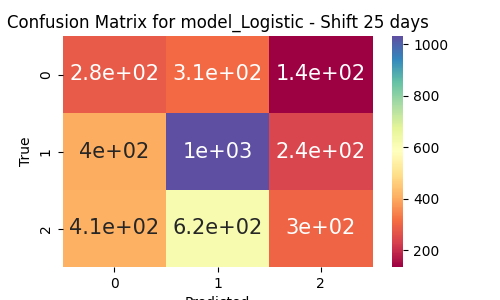 Confusion Matrix for model_Logistic - Shift 25 days
0 2.8e+02 3.1e+02 1.4e+02
1 4e+02 1e+03 2.4e+02
2 4.1e+02 6.2e+02 3e+02
0 1 2
Predicted
True
1000
800
600
400
200